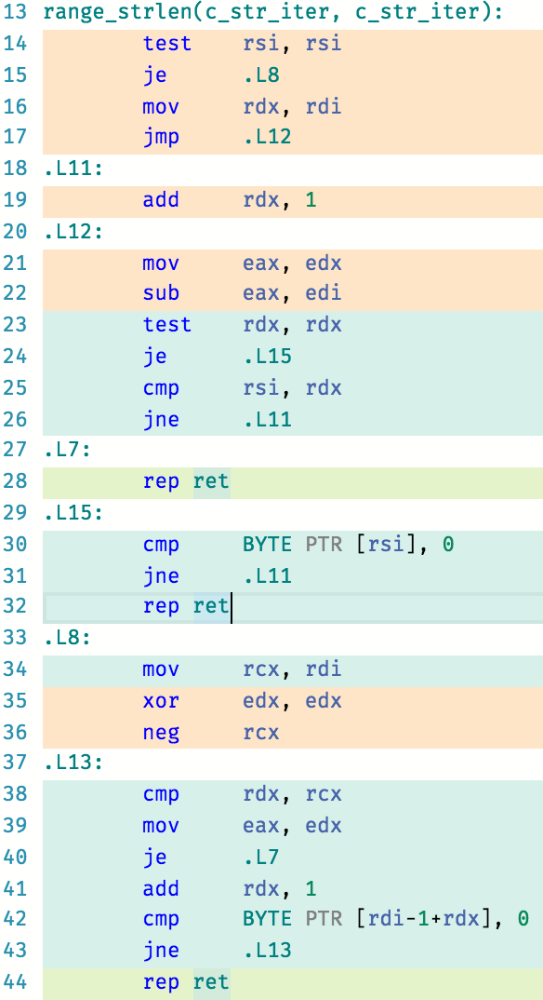 13 range_strlen(c_str_iter, c_str_iter):
14         test    rsi, rsi
15         je      .L8
16         mov     rdx, rdi
17         jmp     .L12
18 .L11:
19         add     rdx, 1
20 .L12:
21         mov     eax, edx
22         sub     eax, edi
23         test    rdx, rdx
24         je      .L15
25         cmp     rsi, rdx
26         jne     .L11
27 .L7:
28         rep ret
29 .L15:
30         cmp     BYTE PTR [rsi], 0
31         jne     .L11
32         rep ret
33 .L8:
34         mov     rcx, rdi
35         xor     edx, edx
36         neg     rcx
37 .L13:
38         cmp     rdx, rcx
39         mov     eax, edx
40         je      .L7
41         add     rdx, 1
42         cmp     BYTE PTR [rdi-1+rdx], 0
43         jne     .L13
44         rep ret